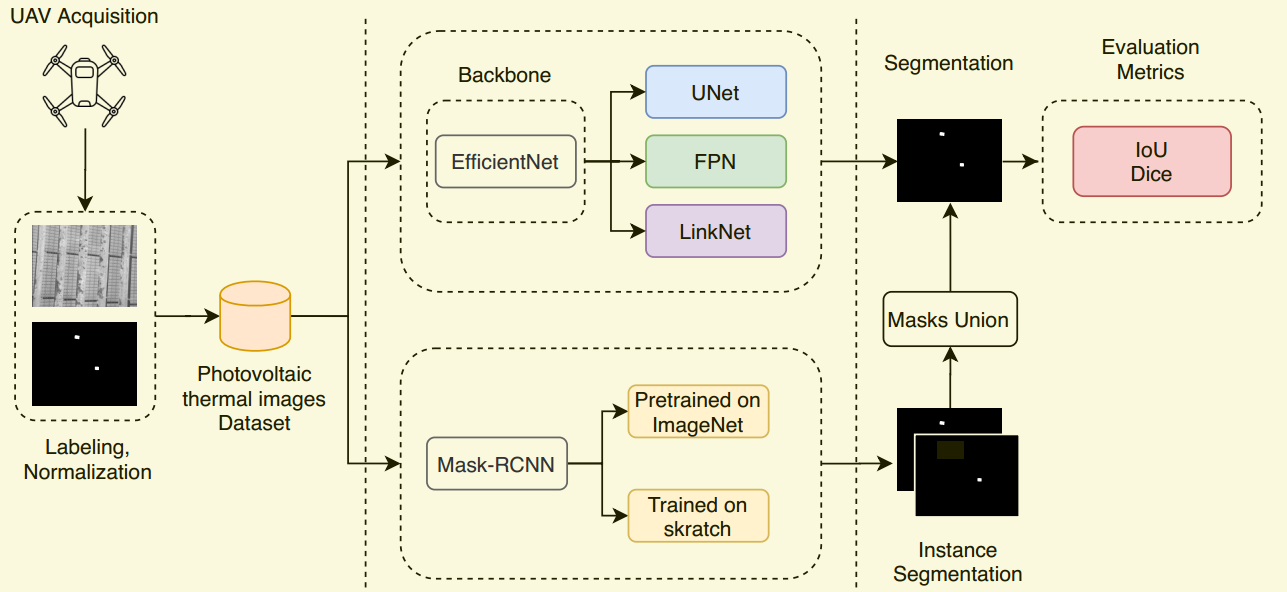 UAV Acquisition
Labeling,
Normalization
Photovoltaic
thermal images
Dataset
Backbone
EfficientNet
UNet
FPN
LinkNet
Mask-RCNN
Pretrained on
ImageNet
Trained on
skratch
Segmentation
Masks Union
Instance
Segmentation
Evaluation
Metrics
IoU
Dice